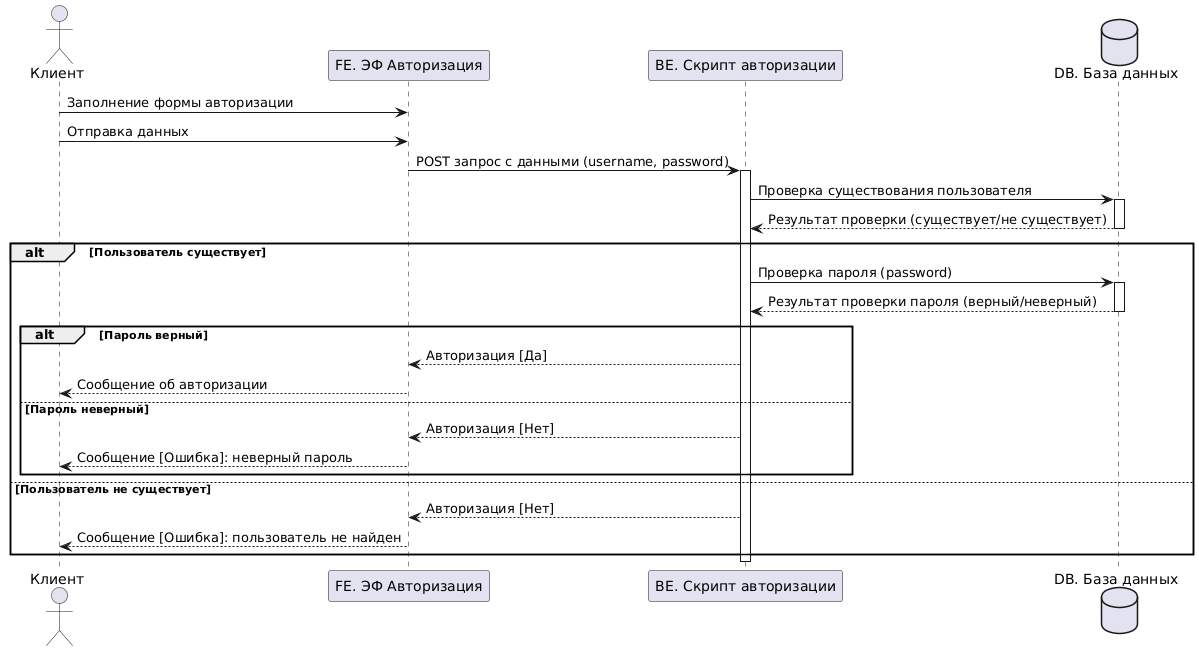 Клиент
FE. ЭФ Авторизация
BE. Скрипт авторизации
DB. База данных
Заполнение формы авторизации
Отправка данных
POST запрос с данными (username, password)
Проверка существования пользователя
Результат проверки (существует/не существует)
alt [Пользователь существует]
Проверка пароля (password)
Результат проверки пароля (верный/неверный)
alt [Пароль верный]
Авторизация [Да]
Сообщение об авторизации
[Пароль неверный]
Авторизация [Нет]
Сообщение [Ошибка]: неверный пароль
[Пользователь не существует]
Авторизация [Нет]
Сообщение [Ошибка]: пользователь не найден
Клиент
FE. ЭФ Авторизация
BE. Скрипт авторизации
DB. База данных